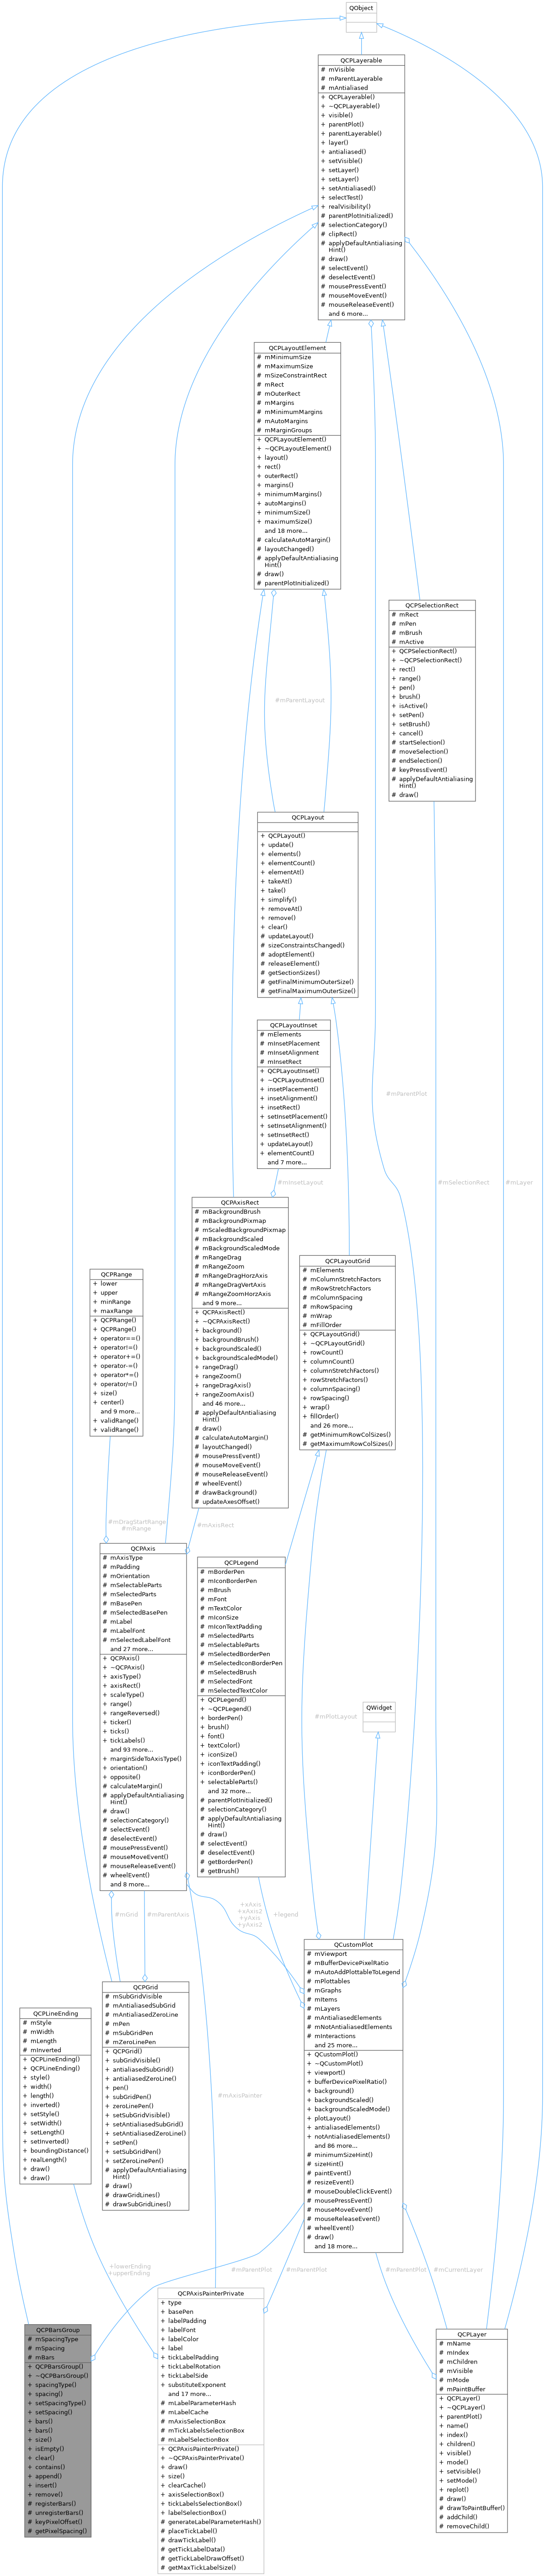 QObject
QCPLayerable
# mVisible
# mParentLayerable
# mAntialiased
+ QCPLayerable()
+ ~QCPLayerable()
+ visible()
+ parentPlot()
+ parentLayerable()
+ layer()
+ antialiased()
+ setVisible()
+ setLayer()
+ setLayer()
+ setAntialiased()
+ selectTest()
+ realVisibility()
# parentPlotInitialized()
# selectionCategory()
# clipRect()
# applyDefaultAntialiasing
Hint()
# draw()
# selectEvent()
# deselectEvent()
# mousePressEvent()
# mouseMoveEvent()
# mouseReleaseEvent()
and 6 more...
QCPLayoutElement
# mMinimumSize
# mMaximumSize
# mSizeConstraintRect
# mRect
# mOuterRect
# mMargins
# mMinimumMargins
# mAutoMargins
# mMarginGroups
+ QCPLayoutElement()
+ ~QCPLayoutElement()
+ layout()
+ rect()
+ outerRect()
+ margins()
+ minimumMargins()
+ autoMargins()
+ minimumSize()
+ maximumSize()
and 18 more...
# calculateAutoMargin()
# layoutChanged()
# applyDefaultAntialiasing
Hint()
# draw()
# parentPlotInitialized()
QCPSelectionRect
# mRect
# mPen
# mBrush
# mActive
+ QCPSelectionRect()
+ ~QCPSelectionRect()
+ rect()
+ range()
+ pen()
+ brush()
+ isActive()
+ setPen()
+ setBrush()
+ cancel()
# startSelection()
# moveSelection()
# endSelection()
# keyPressEvent()
# applyDefaultAntialiasing
Hint()
# draw()
#mParentLayout
QCPLayout
+ QCPLayout()
+ update()
+ elements()
+ elementCount()
+ elementAt()
+ takeAt()
+ take()
+ simplify()
+ removeAt()
+ remove()
+ clear()
# updateLayout()
# sizeConstraintsChanged()
# adoptElement()
# releaseElement()
# getSectionSizes()
# getFinalMinimumOuterSize()
# getFinalMaximumOuterSize()
QCPLayoutInset
# mElements
# mInsetPlacement
# mInsetAlignment
# mInsetRect
+ QCPLayoutInset()
+ ~QCPLayoutInset()
+ insetPlacement()
+ insetAlignment()
+ insetRect()
+ setInsetPlacement()
+ setInsetAlignment()
+ setInsetRect()
+ updateLayout()
+ elementCount()
and 7 more...
#mParentPlot
#mInsetLayout
#mSelectionRect
#mLayer
QCPAxisRect
# mBackgroundBrush
# mBackgroundPixmap
# mScaledBackgroundPixmap
# mBackgroundScaled
# mBackgroundScaledMode
# mRangeDrag
# mRangeZoom
# mRangeDragHorzAxis
# mRangeDragVertAxis
# mRangeZoomHorzAxis
and 9 more...
+ QCPAxisRect()
+ ~QCPAxisRect()
+ background()
+ backgroundBrush()
+ backgroundScaled()
+ backgroundScaledMode()
+ rangeDrag()
+ rangeZoom()
+ rangeDragAxis()
+ rangeZoomAxis()
and 46 more...
# applyDefaultAntialiasing
Hint()
# draw()
# calculateAutoMargin()
# layoutChanged()
# mousePressEvent()
# mouseMoveEvent()
# mouseReleaseEvent()
# wheelEvent()
# drawBackground()
# updateAxesOffset()
QCPLayoutGrid
# mElements
# mColumnStretchFactors
# mRowStretchFactors
# mColumnSpacing
# mRowSpacing
# mWrap
# mFillOrder
+ QCPLayoutGrid()
+ ~QCPLayoutGrid()
+ rowCount()
+ columnCount()
+ columnStretchFactors()
+ rowStretchFactors()
+ columnSpacing()
+ rowSpacing()
+ wrap()
+ fillOrder()
and 26 more...
# getMinimumRowColSizes()
# getMaximumRowColSizes()
QCPRange
+ lower
+ upper
+ minRange
+ maxRange
+ QCPRange()
+ QCPRange()
+ operator==()
+ operator!=()
+ operator+=()
+ operator-=()
+ operator*=()
+ operator/=()
+ size()
+ center()
and 9 more...
+ validRange()
+ validRange()
#mDragStartRange
#mRange
#mAxisRect
QCPAxis
# mAxisType
# mPadding
# mOrientation
# mSelectableParts
# mSelectedParts
# mBasePen
# mSelectedBasePen
# mLabel
# mLabelFont
# mSelectedLabelFont
and 27 more...
+ QCPAxis()
+ ~QCPAxis()
+ axisType()
+ axisRect()
+ scaleType()
+ range()
+ rangeReversed()
+ ticker()
+ ticks()
+ tickLabels()
and 93 more...
+ marginSideToAxisType()
+ orientation()
+ opposite()
# calculateMargin()
# applyDefaultAntialiasing
Hint()
# draw()
# selectionCategory()
# selectEvent()
# deselectEvent()
# mousePressEvent()
# mouseMoveEvent()
# mouseReleaseEvent()
# wheelEvent()
and 8 more...
QCPLegend
# mBorderPen
# mIconBorderPen
# mBrush
# mFont
# mTextColor
# mIconSize
# mIconTextPadding
# mSelectedParts
# mSelectableParts
# mSelectedBorderPen
# mSelectedIconBorderPen
# mSelectedBrush
# mSelectedFont
# mSelectedTextColor
+ QCPLegend()
+ ~QCPLegend()
+ borderPen()
+ brush()
+ font()
+ textColor()
+ iconSize()
+ iconTextPadding()
+ iconBorderPen()
+ selectableParts()
and 32 more...
# parentPlotInitialized()
# selectionCategory()
# applyDefaultAntialiasing
Hint()
# draw()
# selectEvent()
# deselectEvent()
# getBorderPen()
# getBrush()
#mPlotLayout
QWidget
#mGrid
#mParentAxis
+xAxis
+xAxis2
+yAxis
+yAxis2
+legend
QCustomPlot
# mViewport
# mBufferDevicePixelRatio
# mAutoAddPlottableToLegend
# mPlottables
# mGraphs
# mItems
# mLayers
# mAntialiasedElements
# mNotAntialiasedElements
# mInteractions
and 25 more...
+ QCustomPlot()
+ ~QCustomPlot()
+ viewport()
+ bufferDevicePixelRatio()
+ background()
+ backgroundScaled()
+ backgroundScaledMode()
+ plotLayout()
+ antialiasedElements()
+ notAntialiasedElements()
and 86 more...
# minimumSizeHint()
# sizeHint()
# paintEvent()
# resizeEvent()
# mouseDoubleClickEvent()
# mousePressEvent()
# mouseMoveEvent()
# mouseReleaseEvent()
# wheelEvent()
# draw()
and 18 more...
QCPGrid
# mSubGridVisible
# mAntialiasedSubGrid
# mAntialiasedZeroLine
# mPen
# mSubGridPen
# mZeroLinePen
+ QCPGrid()
+ subGridVisible()
+ antialiasedSubGrid()
+ antialiasedZeroLine()
+ pen()
+ subGridPen()
+ zeroLinePen()
+ setSubGridVisible()
+ setAntialiasedSubGrid()
+ setAntialiasedZeroLine()
+ setPen()
+ setSubGridPen()
+ setZeroLinePen()
# applyDefaultAntialiasing
Hint()
# draw()
# drawGridLines()
# drawSubGridLines()
QCPLineEnding
# mStyle
# mWidth
# mLength
# mInverted
+ QCPLineEnding()
+ QCPLineEnding()
+ style()
+ width()
+ length()
+ inverted()
+ setStyle()
+ setWidth()
+ setLength()
+ setInverted()
+ boundingDistance()
+ realLength()
+ draw()
+ draw()
#mAxisPainter
+lowerEnding
+upperEnding
#mParentPlot
#mParentPlot
#mParentPlot
#mCurrentLayer
QCPAxisPainterPrivate
+ type
+ basePen
+ labelPadding
+ labelFont
+ labelColor
+ label
+ tickLabelPadding
+ tickLabelRotation
+ tickLabelSide
+ substituteExponent
and 17 more...
# mLabelParameterHash
# mLabelCache
# mAxisSelectionBox
# mTickLabelsSelectionBox
# mLabelSelectionBox
+ QCPAxisPainterPrivate()
+ ~QCPAxisPainterPrivate()
+ draw()
+ size()
+ clearCache()
+ axisSelectionBox()
+ tickLabelsSelectionBox()
+ labelSelectionBox()
# generateLabelParameterHash()
# placeTickLabel()
# drawTickLabel()
# getTickLabelData()
# getTickLabelDrawOffset()
# getMaxTickLabelSize()
QCPBarsGroup
# mSpacingType
# mSpacing
# mBars
+ QCPBarsGroup()
+ ~QCPBarsGroup()
+ spacingType()
+ spacing()
+ setSpacingType()
+ setSpacing()
+ bars()
+ bars()
+ size()
+ isEmpty()
+ clear()
+ contains()
+ append()
+ insert()
+ remove()
# registerBars()
# unregisterBars()
# keyPixelOffset()
# getPixelSpacing()
QCPLayer
# mName
# mIndex
# mChildren
# mVisible
# mMode
# mPaintBuffer
+ QCPLayer()
+ ~QCPLayer()
+ parentPlot()
+ name()
+ index()
+ children()
+ visible()
+ mode()
+ setVisible()
+ setMode()
+ replot()
# draw()
# drawToPaintBuffer()
# addChild()
# removeChild()